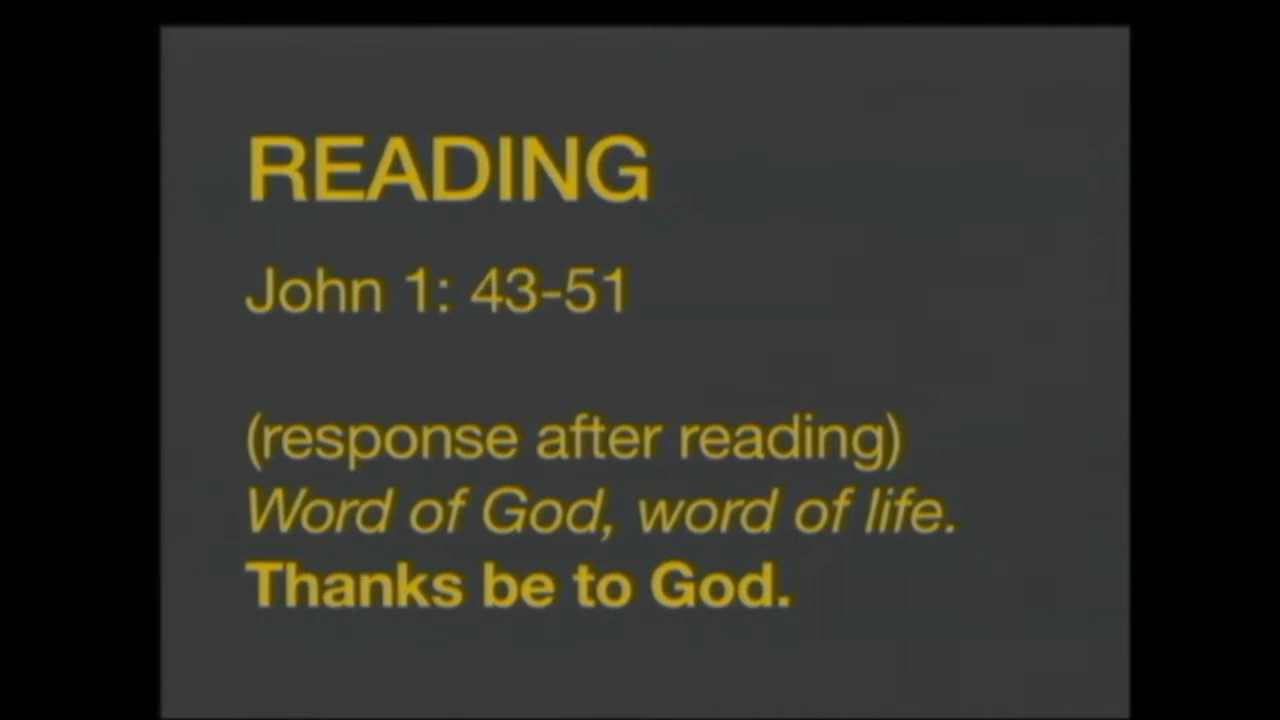 READING
John 1: 43-51
(response after reading)
Word of God, word of life.
Thanks be to God.